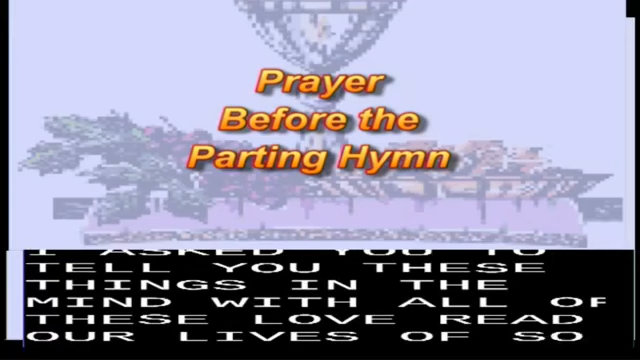 Prayer
Before the
Parting Hymn
I ASKED YOU TO
TELL YOU THESE
THINGS IN THE
MIND WITH ALL OF
THESE LOVE READ
OUR LIVES OF SO